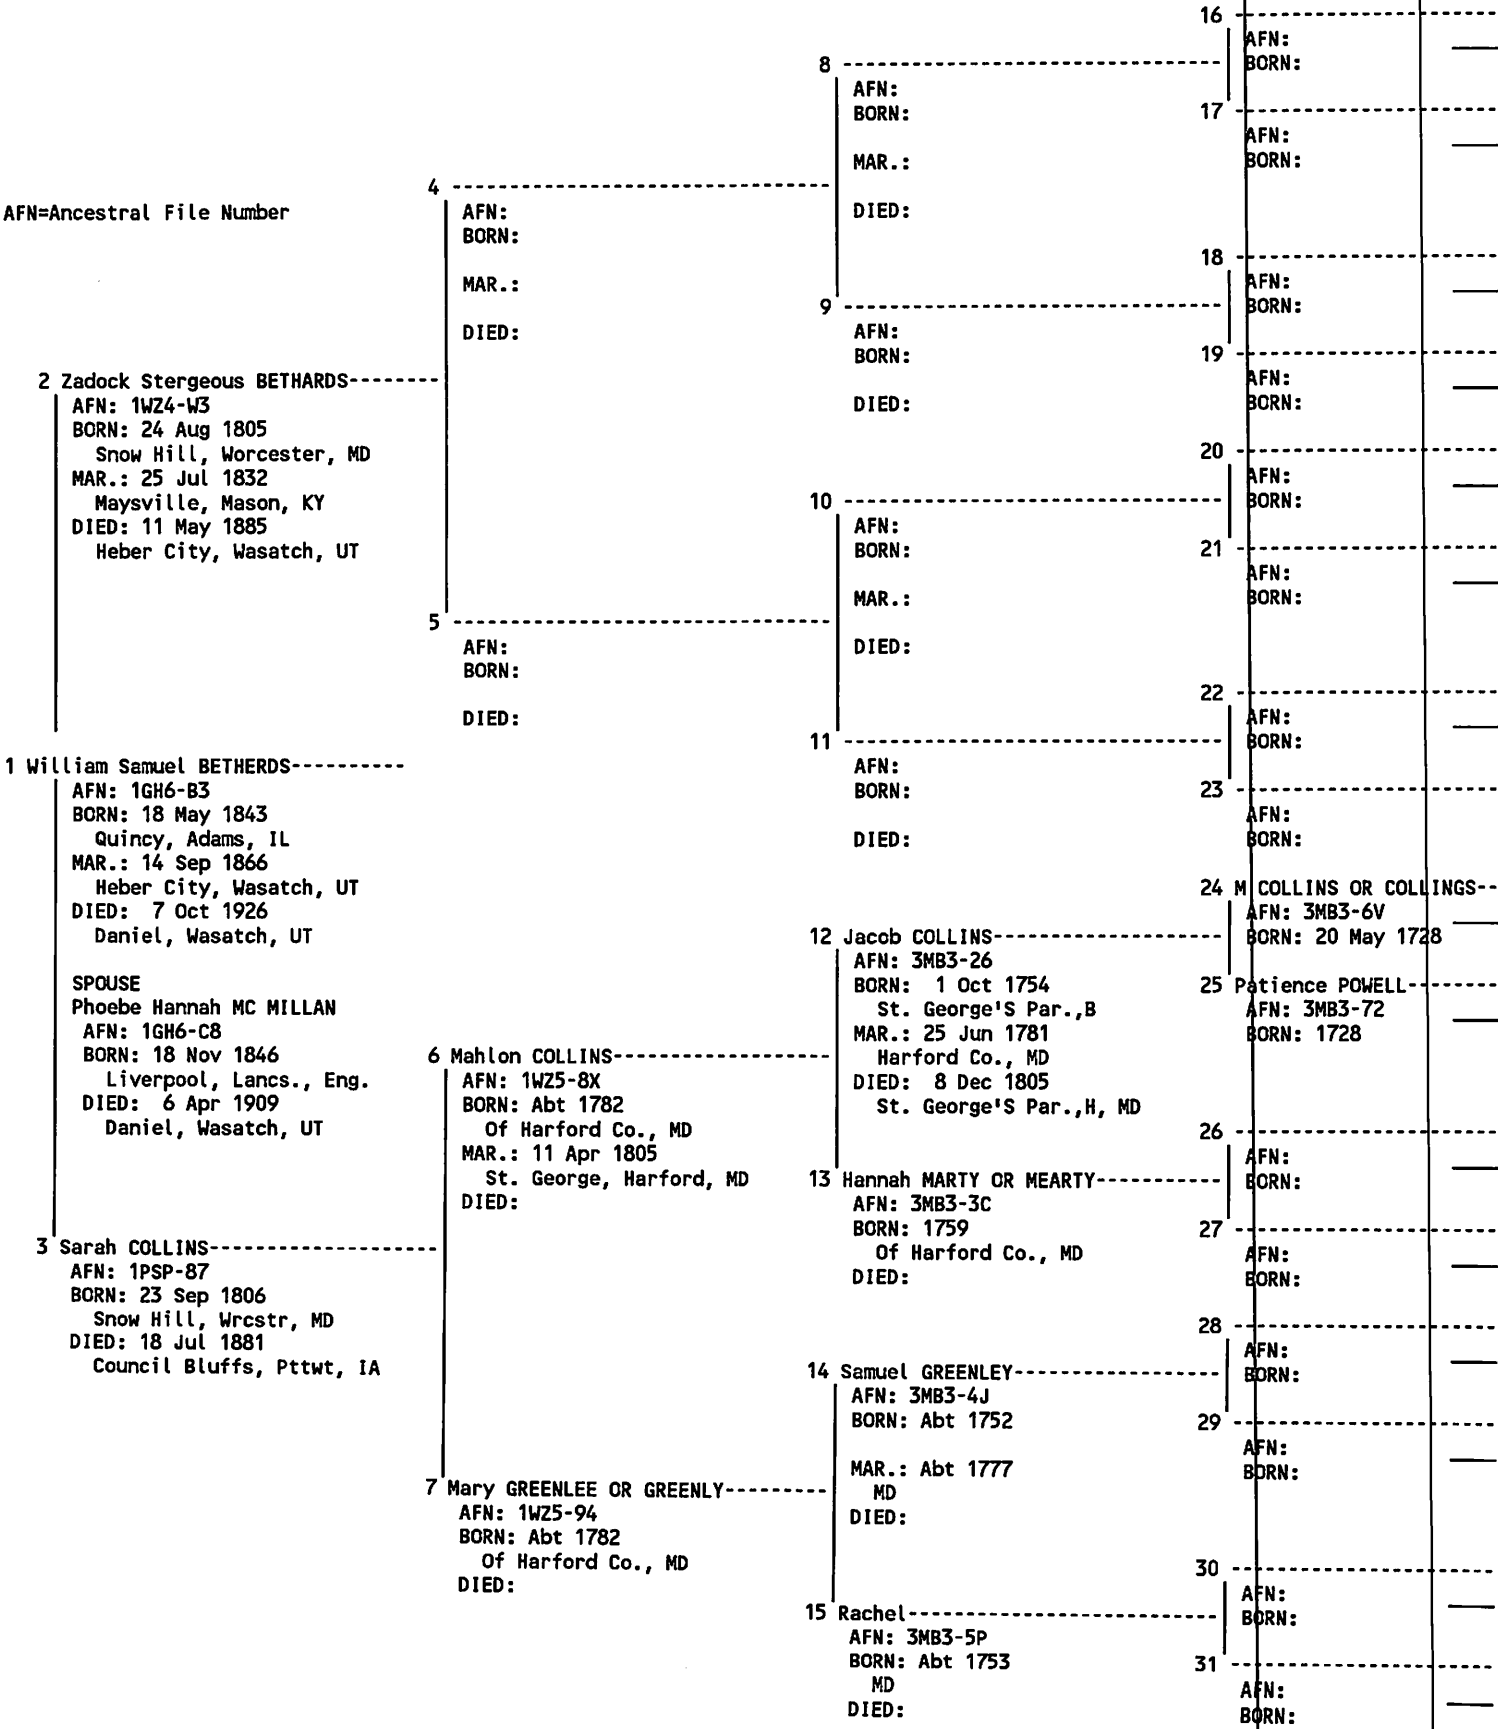 AFN=Ancestral File Number
2 Zadock Stergeous BETHARDS--------
AFN: 1WZ4-W3
BORN: 24 Aug 1805
Snow Hill, Worcester, MD
MAR.: 25 Jul 1832
Maysville, Mason, KY
DIED: 11 May 1885
Heber City, Wasatch, UT
1 William Samuel BETHERDS----------
AFN: 1GH6-B3
BORN: 18 May 1843
Quincy, Adams, IL
MAR.: 14 Sep 1866
Heber City, Wasatch, UT
DIED: 7 Oct 1926
Daniel, Wasatch, UT
SPOUSE
Phoebe Hannah MC MILLAN
AFN: 1GH6-C8
BORN: 18 Nov 1846
Liverpool, Lancs., Eng.
DIED: 6 Apr 1909
Daniel, Wasatch, UT
3 Sarah COLLINS--------------------
AFN: 1PSP-87
BORN: 23 Sep 1806
Snow Hill, Wrcstr, MD
DIED: 18 Jul 1881
Council Bluffs, Pttwt, IA
4 ---------------------------------
AFN:
BORN:
MAR.:
DIED:
5 ---------------------------------
AFN:
BORN:
DIED:
6 Mahlon COLLINS-------------------
AFN: 1WZ5-8X
BORN: Abt 1782
Of Harford Co., MD
MAR.: 11 Apr 1805
St. George, Harford, MD
DIED:
7 Mary GREENLEE OR GREENLY---------
AFN: 1WZ5-94
BORN: Abt 1782
Of Harford Co., MD
DIED:
8 ---------------------------------
AFN:
BORN:
MAR.:
DIED:
9 ---------------------------------
AFN:
BORN:
DIED:
10 ---------------------------------
AFN:
BORN:
MAR.:
DIED:
11 ---------------------------------
AFN:
BORN:
DIED:
12 Jacob COLLINS--------------------
AFN: 3MB3-26
BORN: 1 Oct 1754
St. George'S Par.,B
MAR.: 25 Jun 1781
Harford Co., MD
DIED: 8 Dec 1805
St. George'S Par.,H, MD
13 Hannah MARTY OR MEARTY-----------
AFN: 3MB3-3C
BORN: 1759
Of Harford Co., MD
DIED:
14 Samuel GREENLEY------------------
AFN: 3MB3-4J
BORN: Abt 1752
MAR.: Abt 1777
MD
DIED:
15 Rachel---------------------------
AFN: 3MB3-5P
BORN: Abt 1753
MD
DIED:
16 -----------------------
AFN:
BORN:
17 -----------------------
AFN:
BORN:
18 -----------------------
AFN:
BORN:
19 -----------------------
AFN:
BORN:
20 -----------------------
AFN:
BORN:
21 -----------------------
AFN:
BORN:
22 -----------------------
AFN:
BORN:
23 -----------------------
AFN:
BORN:
24 M COLLINS OR COLLINGS--
AFN: 3MB3-6V
BORN: 20 May 1728
25 Patience POWELL--------
AFN: 3MB3-72
BORN: 1728
26 -----------------------
AFN:
BORN:
27 -----------------------
AFN:
BORN:
28 -----------------------
AFN:
BORN:
29 -----------------------
AFN:
BORN:
30 -----------------------
AFN:
BORN:
31 -----------------------
AFN:
BORN: